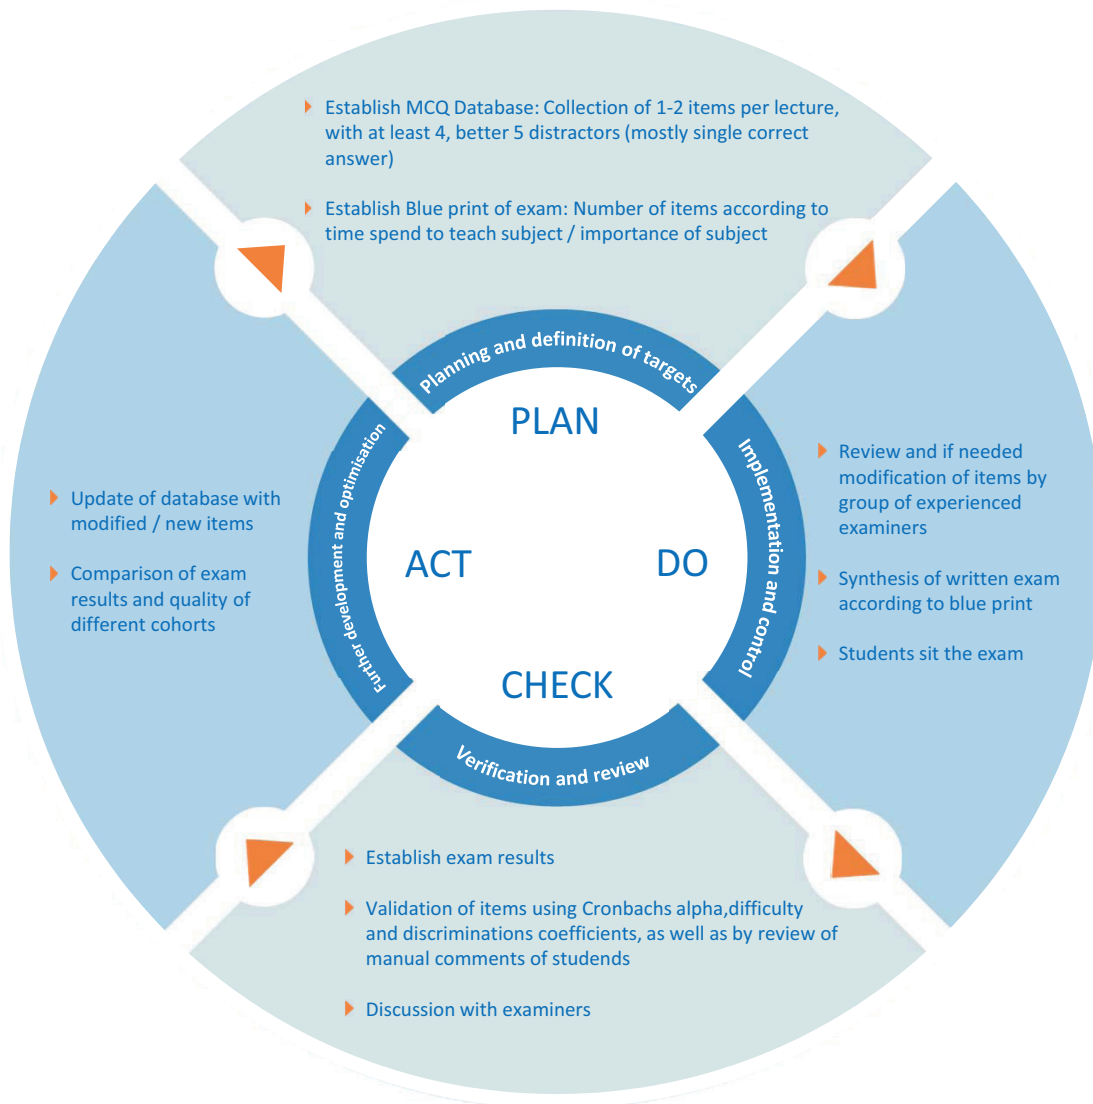 Establish MCQ Database: Collection of 1-2 items per lecture,
with at least 4, better 5 distractors (mostly single correct
answer)
Establish Blue print of exam: Number of items according to
time spend to teach subject / importance of subject
Planning and definition of targets
PLAN
Implementation and control
DO
Review and if needed
modification of items by
group of experienced
examiners
Synthesis of written exam
according to blue print
Students sit the exam
CHECK
Verification and review
Establish exam results
Validation of items using Cronbachs alpha,difficulty
and discriminations coefficients, as well as by review of
manual comments of studends
Discussion with examiners
ACT
Further development and optimisation
Update of database with
modified / new items
Comparison of exam
results and quality of
different cohorts